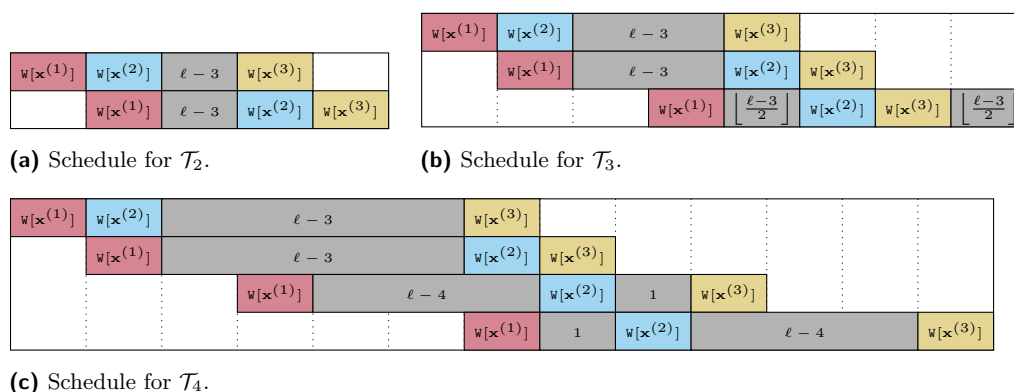 W[x^(1)] W[x^(2)] ℓ − 3 W[x^(3)]
W[x^(1)] ℓ − 3 W[x^(2)] W[x^(3)]
(a) Schedule for 𝒯₂.
W[x^(1)] W[x^(2)] ℓ − 3 W[x^(3)]
W[x^(1)] ℓ − 3 W[x^(2)] W[x^(3)]
W[x^(1)] ⌊(ℓ−3)/2⌋ W[x^(2)] W[x^(3)] ⌊(ℓ−3)/2⌋
(b) Schedule for 𝒯₃.
W[x^(1)] W[x^(2)] ℓ − 3 W[x^(3)]
W[x^(1)] ℓ − 3 W[x^(2)] W[x^(3)]
W[x^(1)] ℓ − 4 W[x^(2)] 1 W[x^(3)]
W[x^(1)] 1 W[x^(2)] ℓ − 4 W[x^(3)]
(c) Schedule for 𝒯₄.